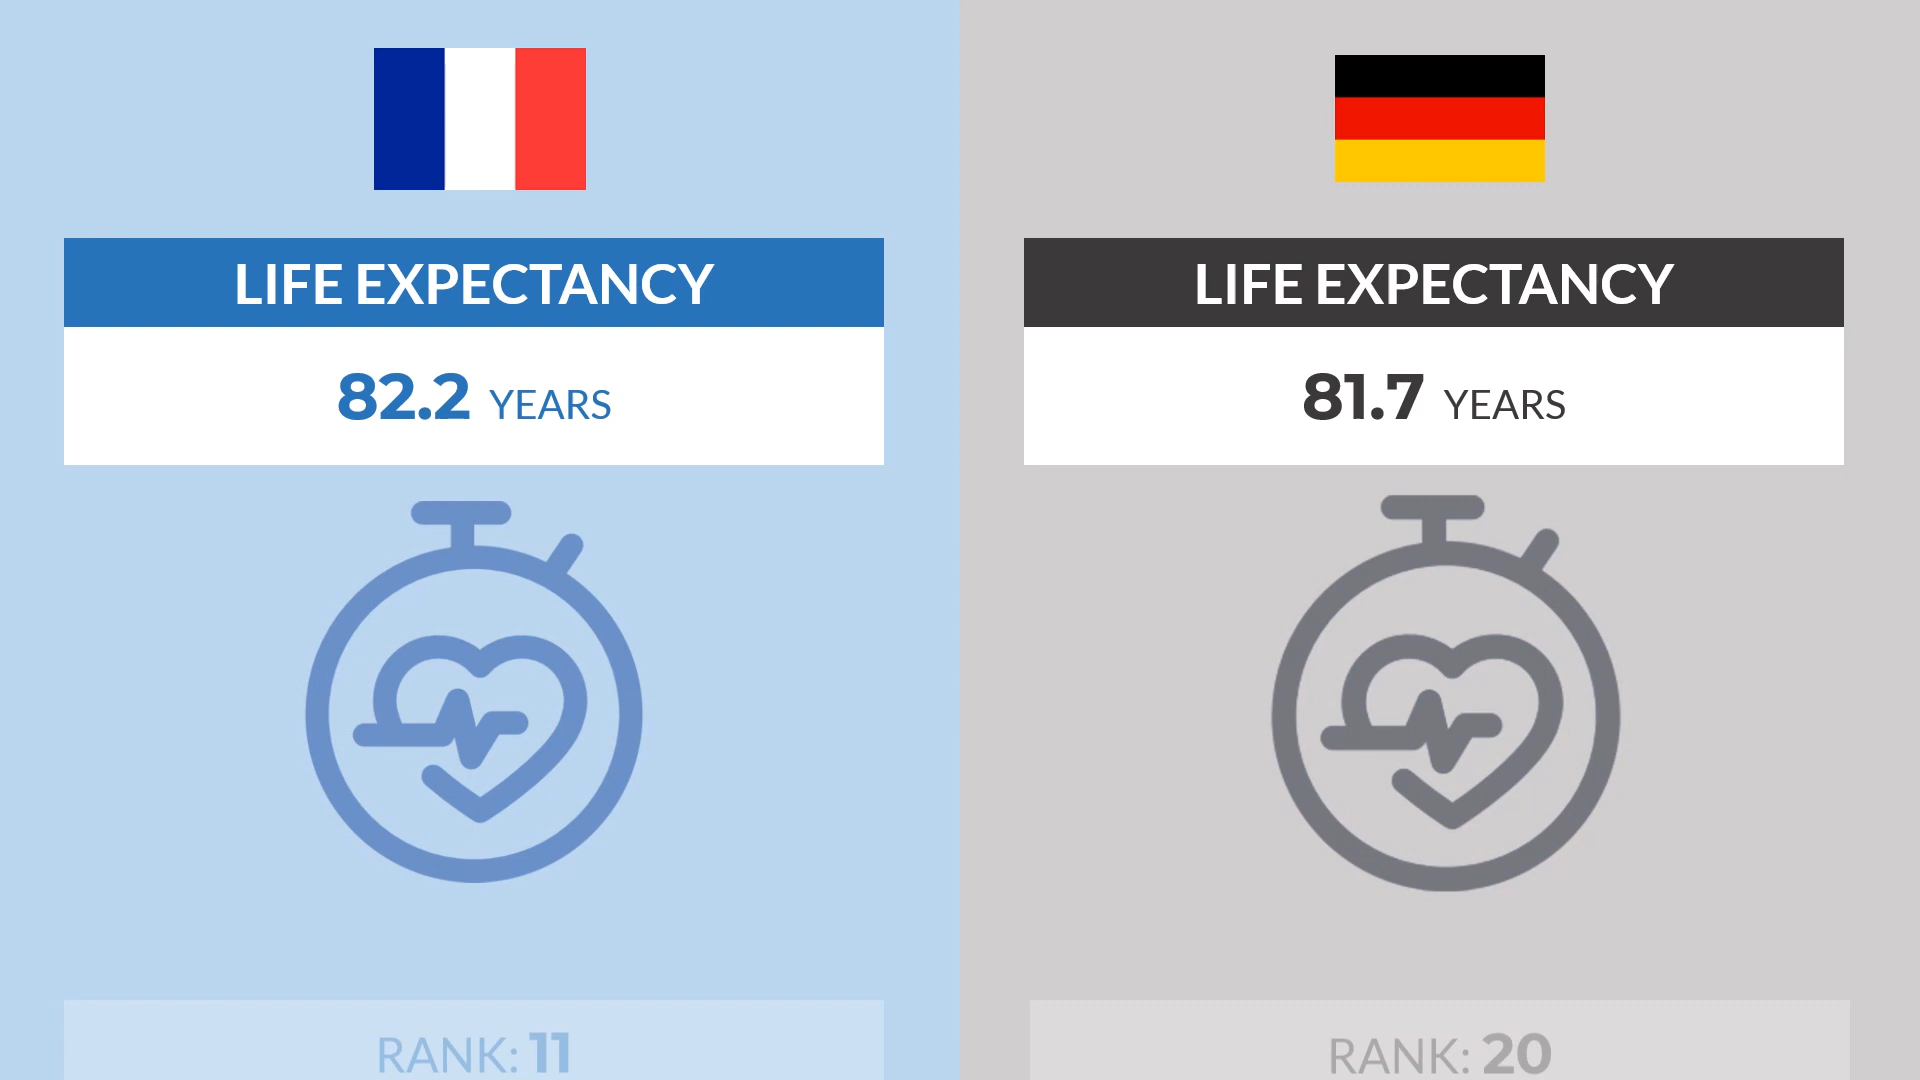 LIFE EXPECTANCY
82.2 YEARS
RANK: 11
LIFE EXPECTANCY
81.7 YEARS
RANK: 20